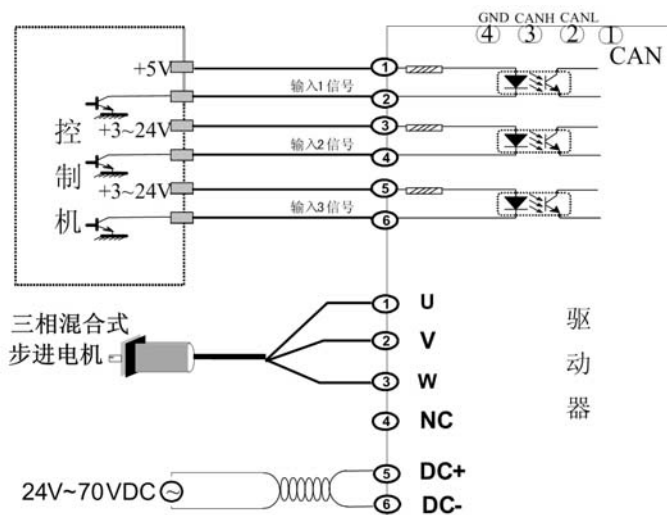 GND CANH CANL
④ ③ ② ①
CAN
+5V ①
输入1信号 ②
+3~24V ③
输入2信号 ④
+3~24V ⑤
输入3信号 ⑥
控制机
三相混合式
步进电机
① U
② V
③ W
④ NC
⑤ DC+
⑥ DC-
24V~70VDC
驱动器